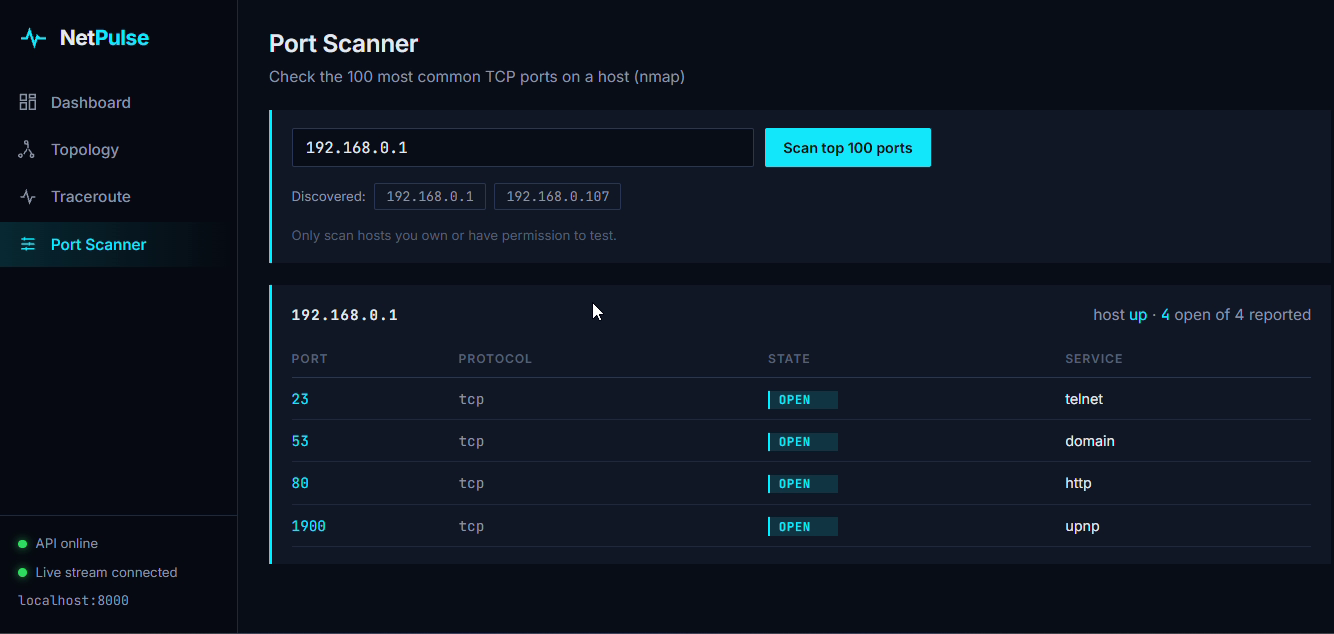 NetPulse
Dashboard
Topology
Traceroute
Port Scanner
API online
Live stream connected
localhost:8000
Port Scanner
Check the 100 most common TCP ports on a host (nmap)
192.168.0.1 Scan top 100 ports
Discovered: 192.168.0.1 192.168.0.107
Only scan hosts you own or have permission to test.
192.168.0.1 host up · 4 open of 4 reported
PORT PROTOCOL STATE SERVICE
23 tcp OPEN telnet
53 tcp OPEN domain
80 tcp OPEN http
1900 tcp OPEN upnp